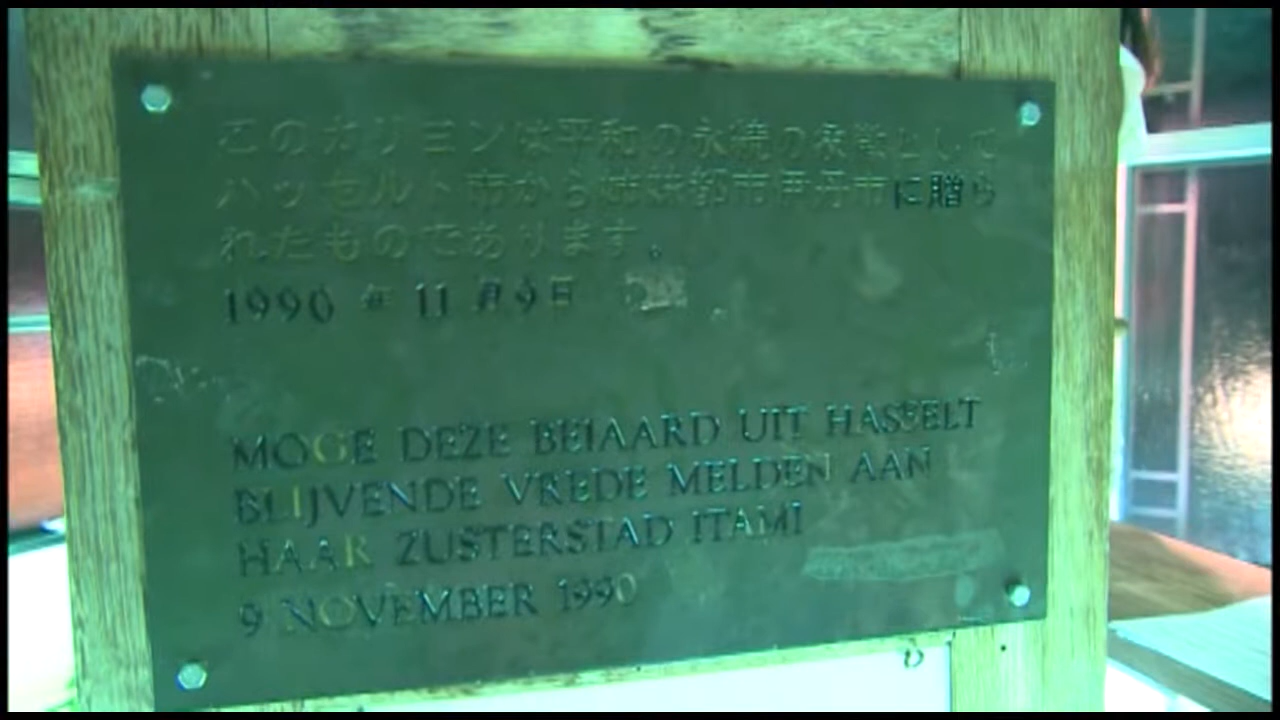 このカリヨンは平和の永続の象徴として
ハッセルト市から姉妹都市伊丹市に贈ら
れたものであります。
1990年11月9日
MOGE DEZE BEIAARD UIT HASSELT
BLIJVENDE VREDE MELDEN AAN
HAAR ZUSTERSTAD ITAMI
9 NOVEMBER 1990